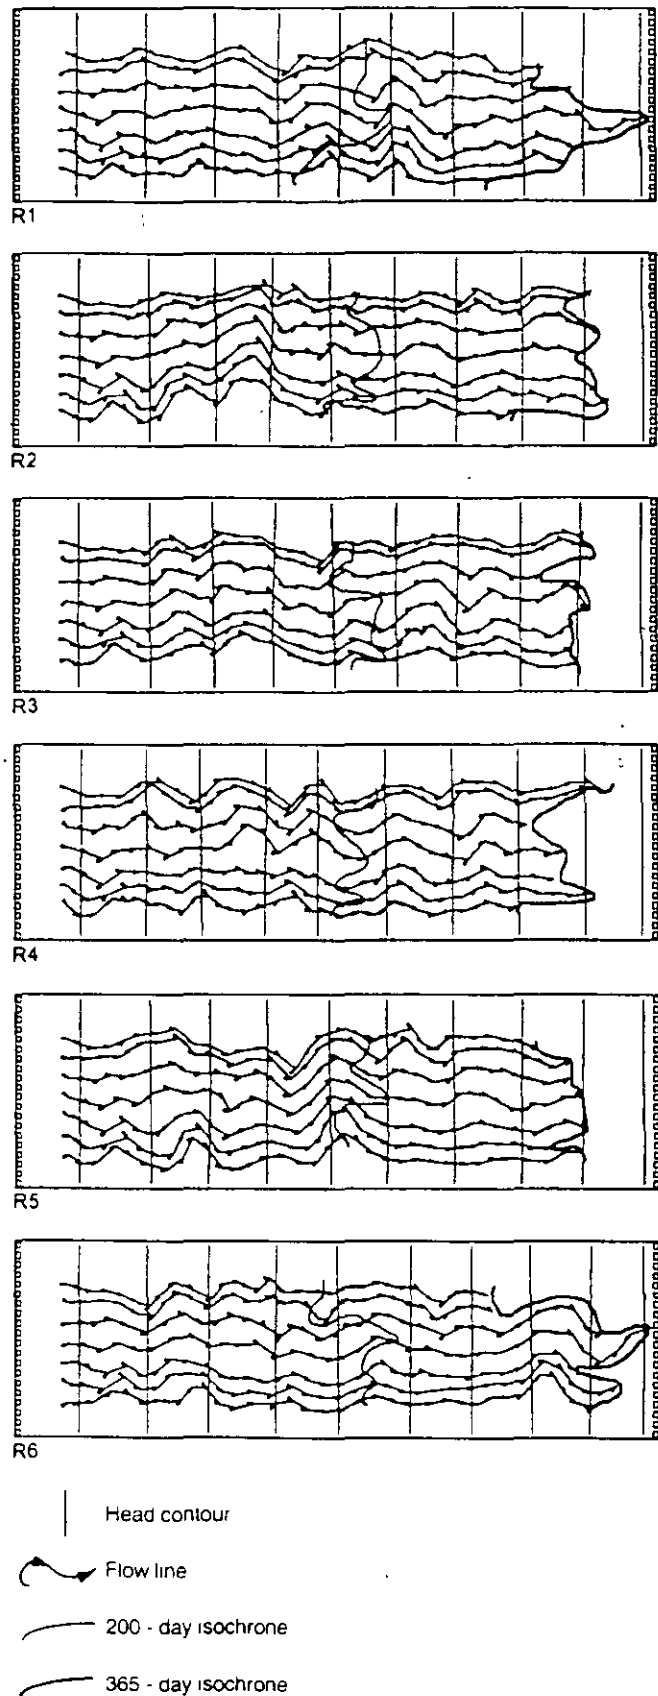 R1
R2
R3
R4
R5
R6
Head contour
Flow line
200 - day isochrone
365 - day isochrone